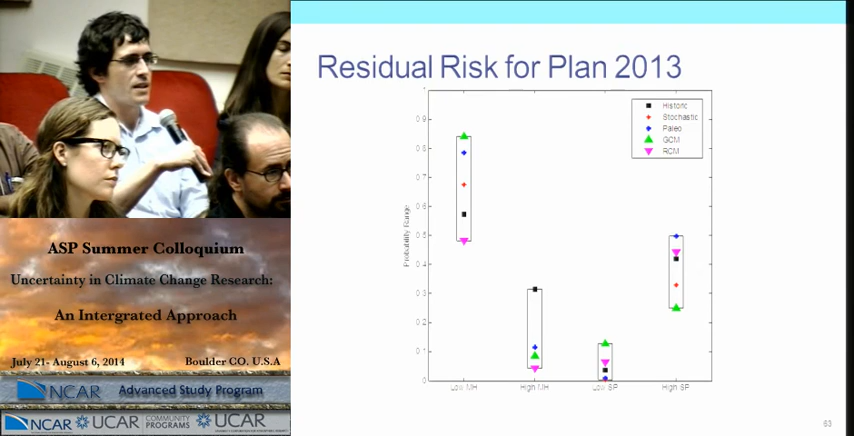 ASP Summer Colloquium
Uncertainty in Climate Change Research:
An Intergrated Approach
July 21- August 6, 2014 Boulder CO. U.S.A
NCAR Advanced Study Program
NCAR UCAR COMMUNITY PROGRAMS UCAR
Residual Risk for Plan 2013
Historic
Stochastic
Paleo
GCM
RCM
Probability Range
1
0.9
0.8
0.7
0.6
0.5
0.4
0.3
0.2
0.1
0
Low MH High MH Low SP High SP
63